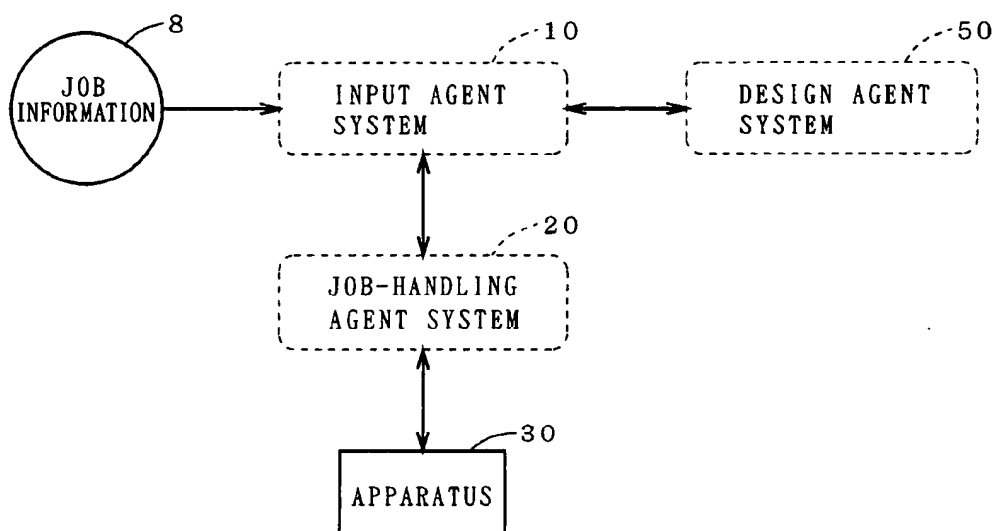 8
JOB
INFORMATION
10
INPUT AGENT
SYSTEM
50
DESIGN AGENT
SYSTEM
20
JOB-HANDLING
AGENT SYSTEM
30
APPARATUS